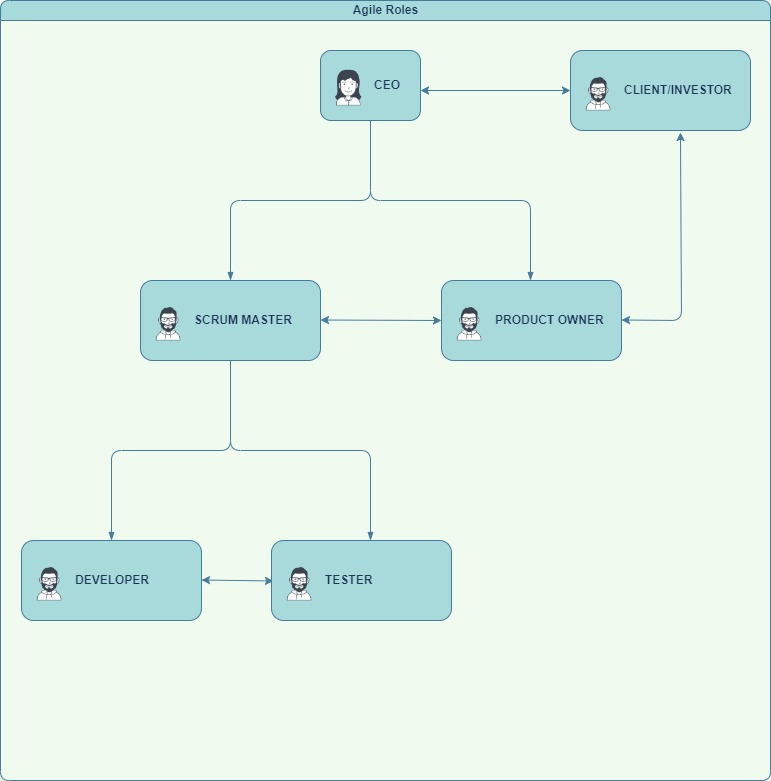 Agile Roles
CEO
CLIENT/INVESTOR
SCRUM MASTER
PRODUCT OWNER
DEVELOPER
TESTER